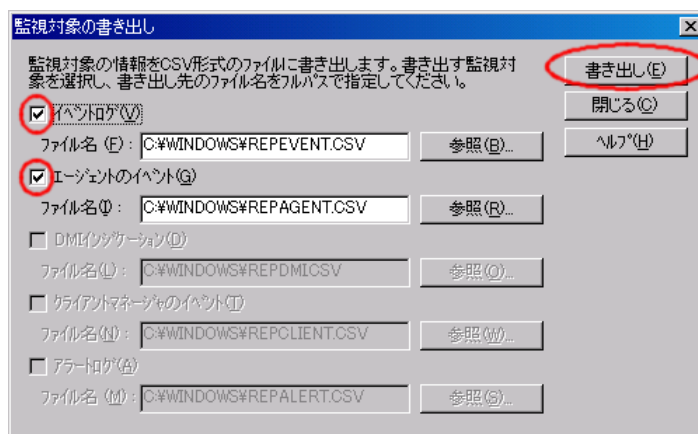 監視対象の書き出し
監視対象の情報をCSV形式のファイルに書き出します。書き出す監視対
象を選択し、書き出し先のファイル名をフルパスで指定してください。
書き出し(E)
閉じる(C)
ヘルプ(H)
イベントログ(V)
ファイル名 (F) : C:¥WINDOWS¥REPEVENT.CSV 参照(B)...
エージェントのイベント(G)
ファイル名(I) : C:¥WINDOWS¥REPAGENT.CSV 参照(R)...
DMIインジケーション(D)
ファイル名(L) : C:¥WINDOWS¥REPDMICSV 参照(O)...
クライアントマネージャのイベント(T)
ファイル名(N) : C:¥WINDOWS¥REPCLIENT.CSV 参照(W)...
アラートログ(A)
ファイル名 (M) : C:¥WINDOWS¥REPALERT.CSV 参照(S)...